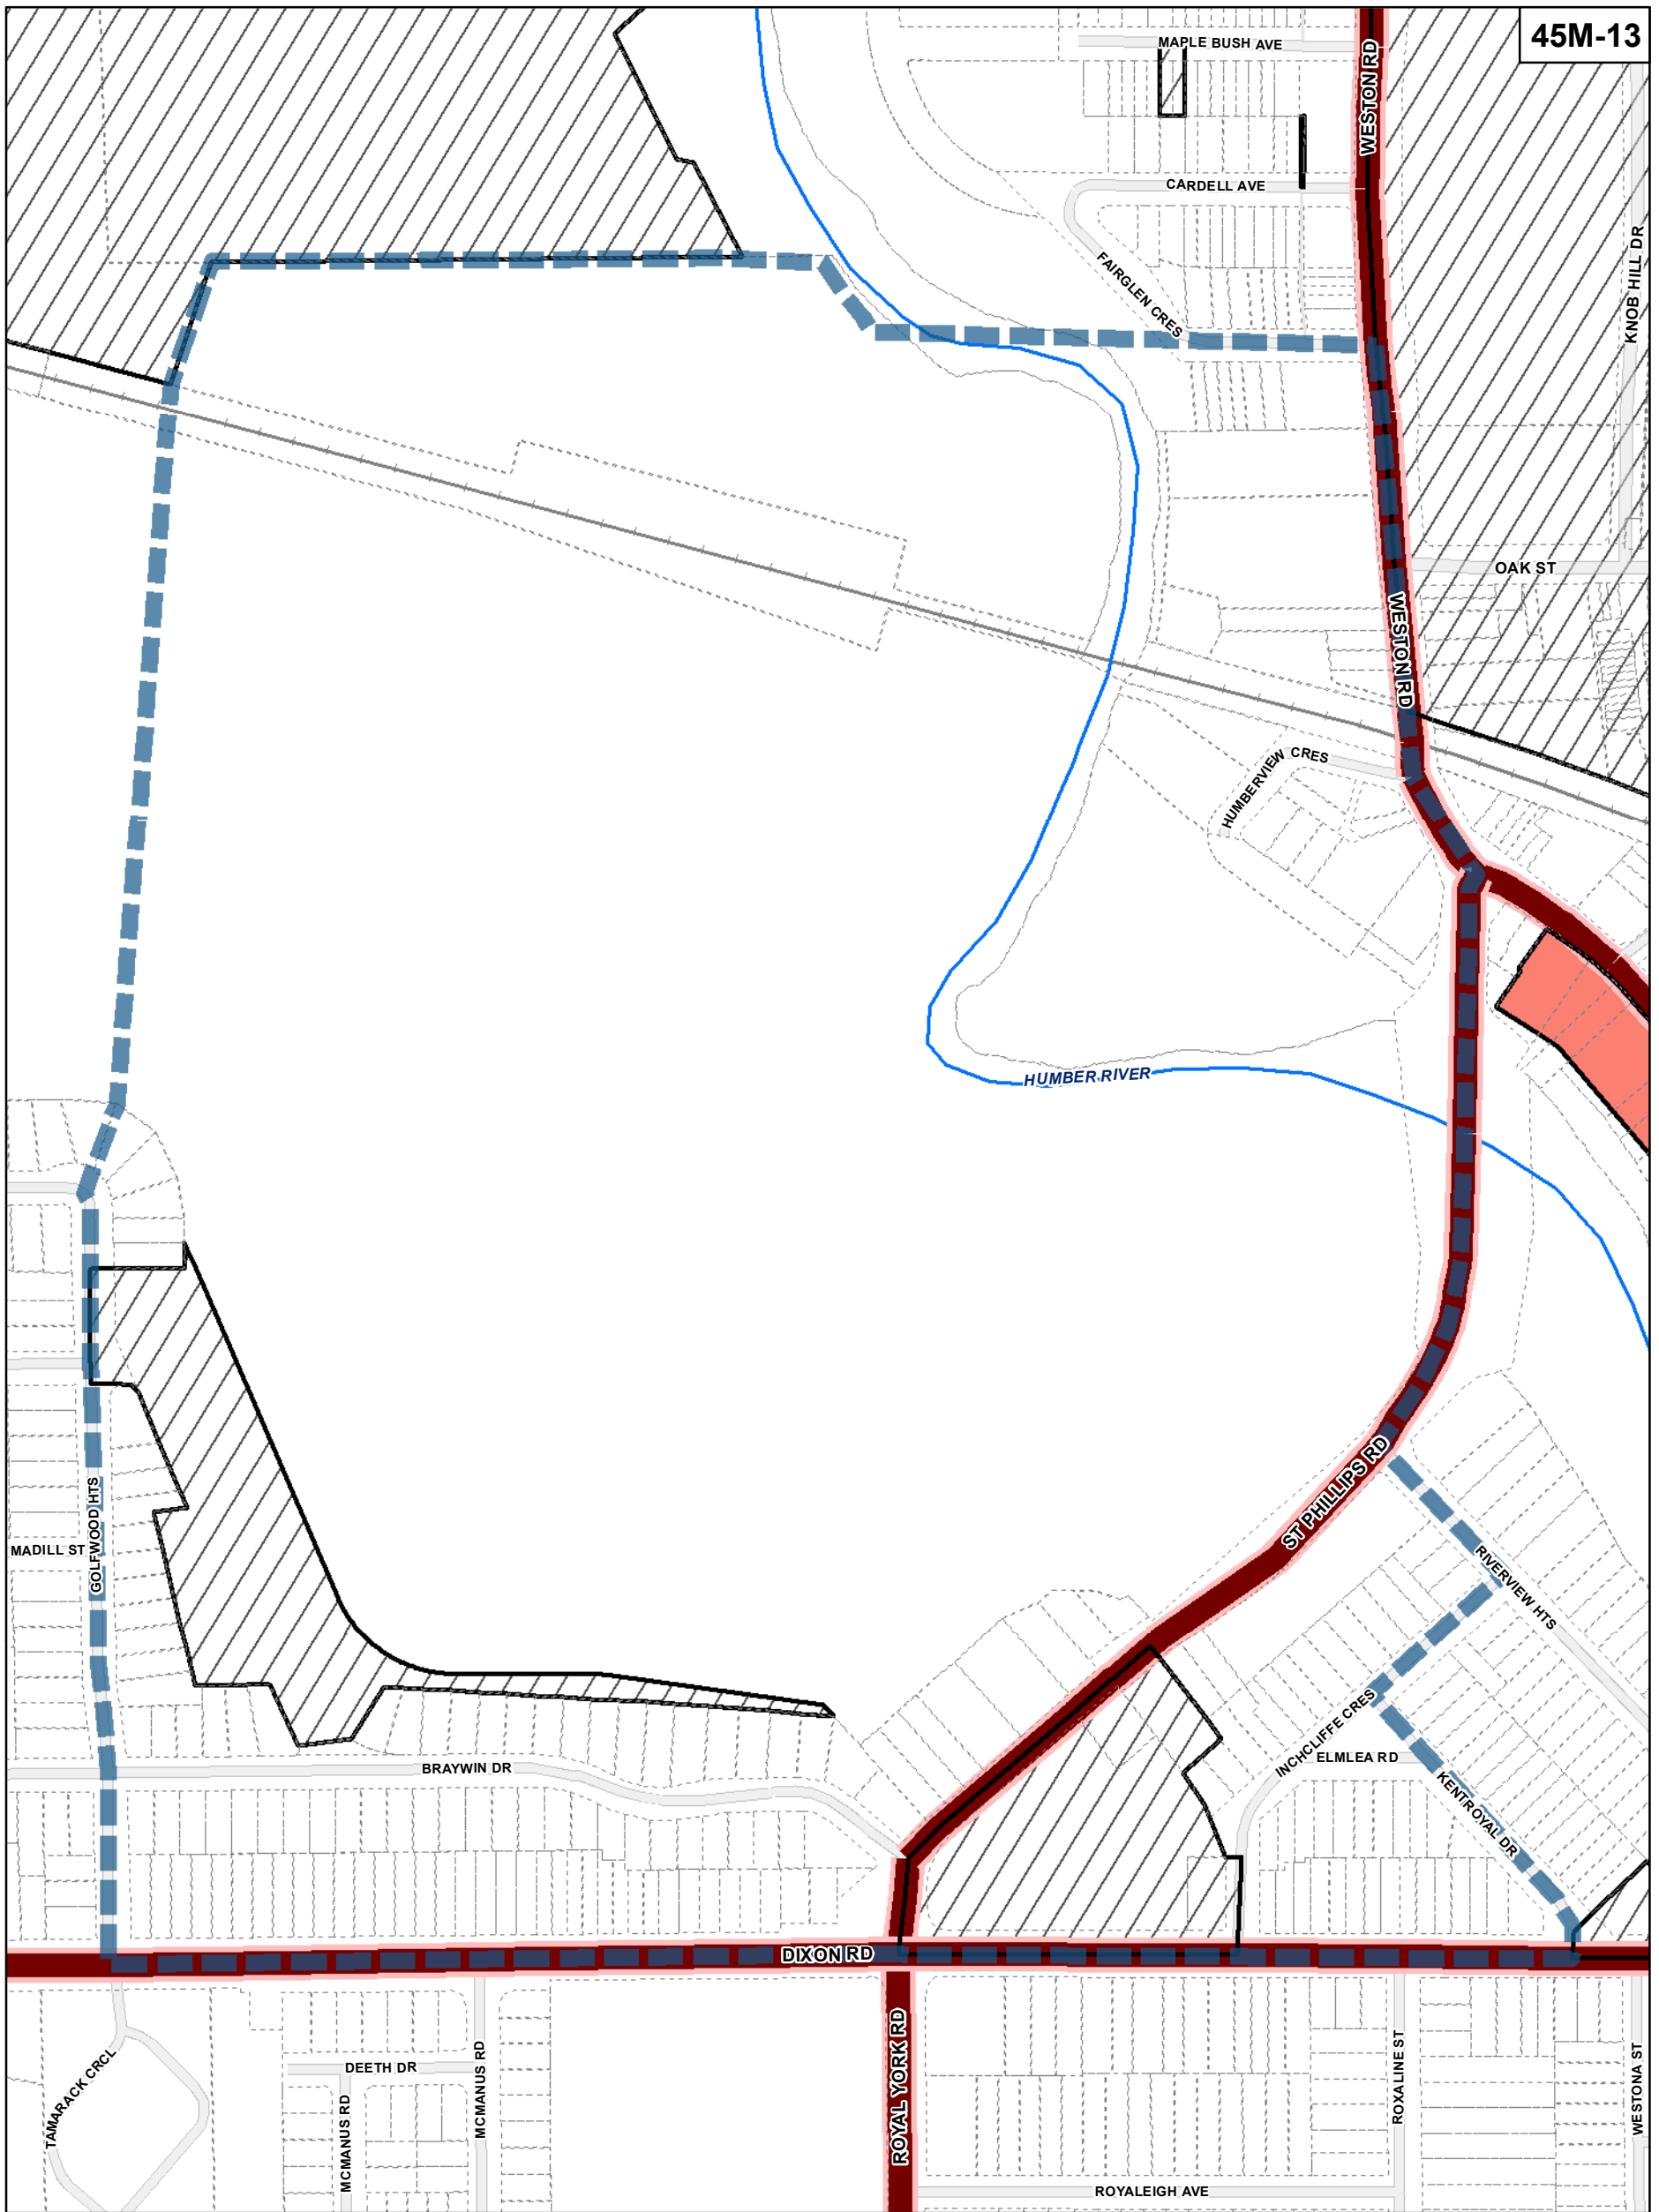 45M-13
MAPLE BUSH AVE
WESTON RD
CARDELL AVE
FAIRGLEN CRES
KNOB HILL DR
OAK ST
WESTON RD
HUMBERVIEW CRES
HUMBER RIVER
ST PHILLIPS RD
GOLFWOOD HTS
MADILL ST
RIVERVIEW HTS
INCHCLIFFE CRES
ELMLEA RD
BRAYWIN DR
KENTROYAL DR
DIXON RD
ROYAL YORK RD
DEETH DR
TAMARACK CRCL
MCMANUS RD
MCMANUS RD
ROXALINE ST
WESTONA ST
ROYALEIGH AVE